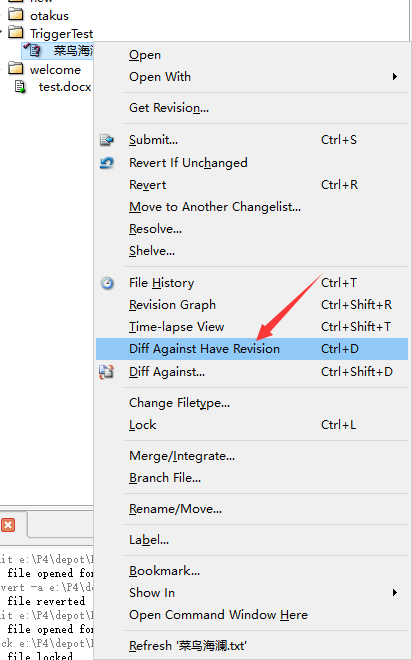 new
otakus
TriggerTest
菜鸟海澜
welcome
test.docx
Open
Open With
Get Revision...
Submit... Ctrl+S
Revert If Unchanged
Revert Ctrl+R
Move to Another Changelist...
Resolve...
Shelve...
File History Ctrl+T
Revision Graph Ctrl+Shift+R
Time-lapse View Ctrl+Shift+T
Diff Against Have Revision Ctrl+D
Diff Against... Ctrl+Shift+D
Change Filetype...
Lock Ctrl+L
Merge/Integrate...
Branch File...
Rename/Move...
Label...
Bookmark...
Show In
Open Command Window Here
Refresh '菜鸟海澜.txt'
it e:\P4\depot\
file opened for
vert -a e:\P4\d
file reverted
it e:\P4\depot\
file opened for
ck e:\P4\depot\
file locked